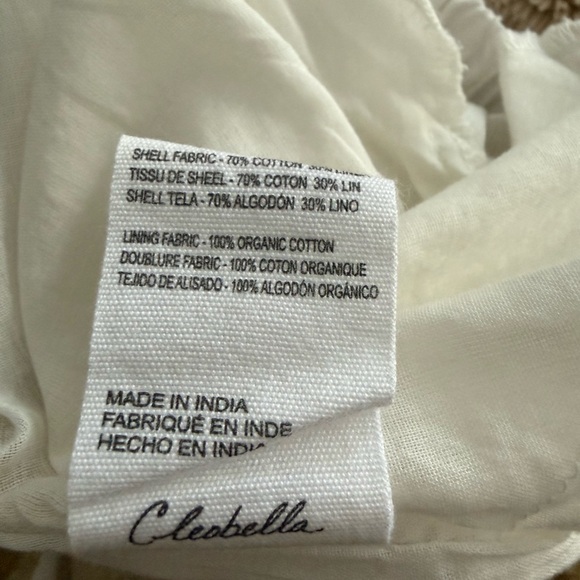 SHELL FABRIC - 70% COTTON 30% LINEN
TISSU DE SHEEL - 70% COTON 30% LIN
SHELL TELA - 70% ALGODÓN 30% LINO
LINING FABRIC - 100% ORGANIC COTTON
DOUBLURE FABRIC - 100% COTON ORGANIQUE
TEJIDO DE ALISADO - 100% ALGODÓN ORGÁNICO
MADE IN INDIA
FABRIQUÉ EN INDE
HECHO EN INDIA
Cleobella